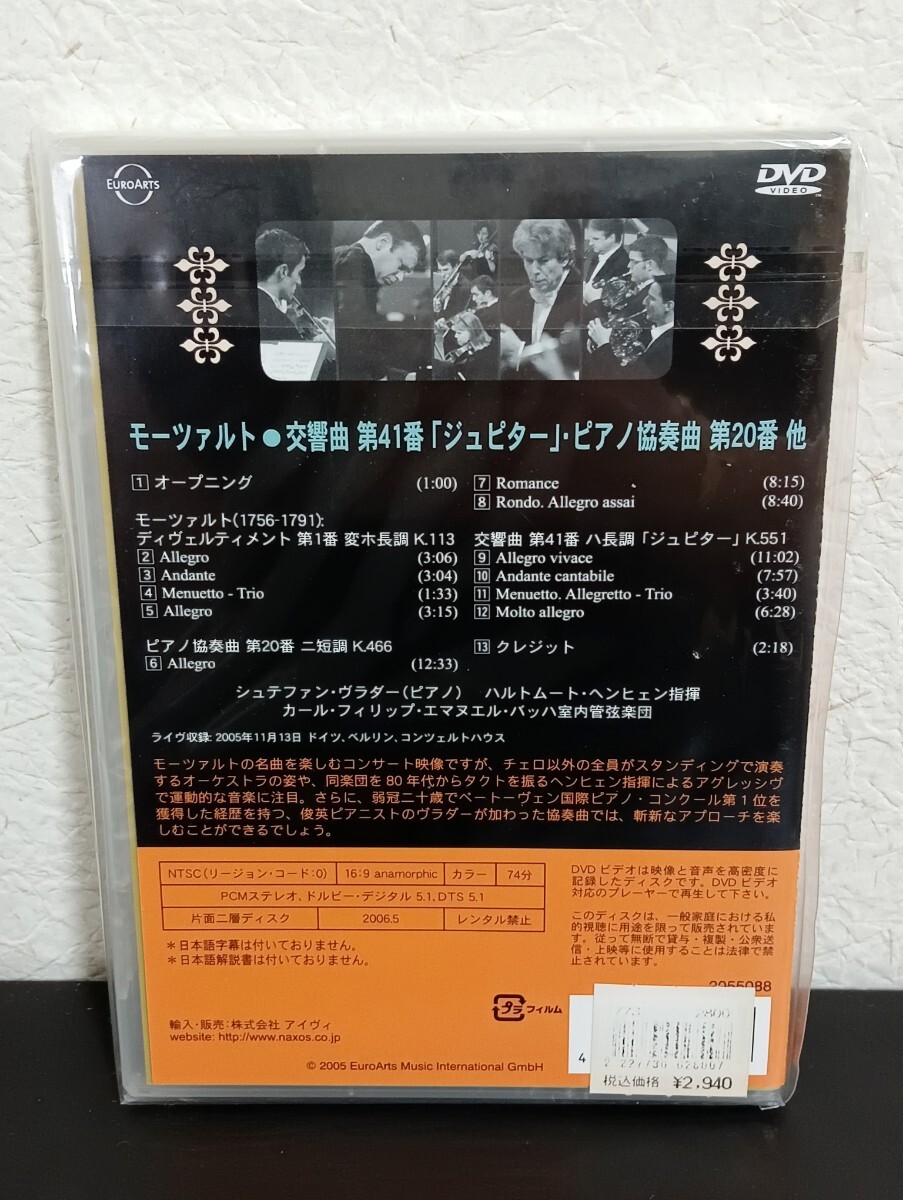 EUROARTS
DVD
VIDEO
モーツァルト●交響曲 第41番「ジュピター」・ピアノ協奏曲 第20番 他
1 オープニング (1:00)
モーツァルト(1756-1791):
ディヴェルティメント 第1番 変ホ長調 K.113
2 Allegro (3:06)
3 Andante (3:04)
4 Menuetto - Trio (1:33)
5 Allegro (3:15)
ピアノ協奏曲 第20番 ニ短調 K.466
6 Allegro (12:33)
7 Romance (8:15)
8 Rondo. Allegro assai (8:40)
交響曲 第41番 ハ長調「ジュピター」K.551
9 Allegro vivace (11:02)
10 Andante cantabile (7:57)
11 Menuetto. Allegretto - Trio (3:40)
12 Molto allegro (6:28)
13 クレジット (2:18)
シュテファン・ヴラダー(ピアノ) ハルトムート・ヘンヒェン指揮
カール・フィリップ・エマヌエル・バッハ室内管弦楽団
ライヴ収録: 2005年11月13日 ドイツ、ベルリン、コンツェルトハウス
モーツァルトの名曲を楽しむコンサート映像ですが、チェロ以外の全員がスタンディングで演奏
するオーケストラの姿や、同楽団を80年代からタクトを振るヘンヒェン指揮によるアグレッシヴ
で運動的な音楽に注目。さらに、弱冠二十歳でベートーヴェン国際ピアノ・コンクール第1位を
獲得した経歴を持つ、俊英ピアニストのヴラダーが加わった協奏曲では、斬新なアプローチを楽
しむことができるでしょう。
NTSC(リージョン・コード:0) 16:9 anamorphic カラー 74分
PCMステレオ、ドルビー・デジタル 5.1、DTS 5.1
片面二層ディスク 2006.5 レンタル禁止
*日本語字幕は付いておりません。
*日本語解説書は付いておりません。
DVDビデオは映像と音声を高密度に
記録したディスクです。DVDビデオ
対応のプレーヤーで再生して下さい。
このディスクは、一般家庭における私
的視聴に用途を限って販売されていま
す。従って無断で貸与・複製・公衆送
信・上映等に使用することは法律で禁
止されています。
2055088
プラ フィルム
輸入・販売:株式会社 アイヴィ
website: http://www.naxos.co.jp
© 2005 EuroArts Music International GmbH
4
税込価格 ¥2,940